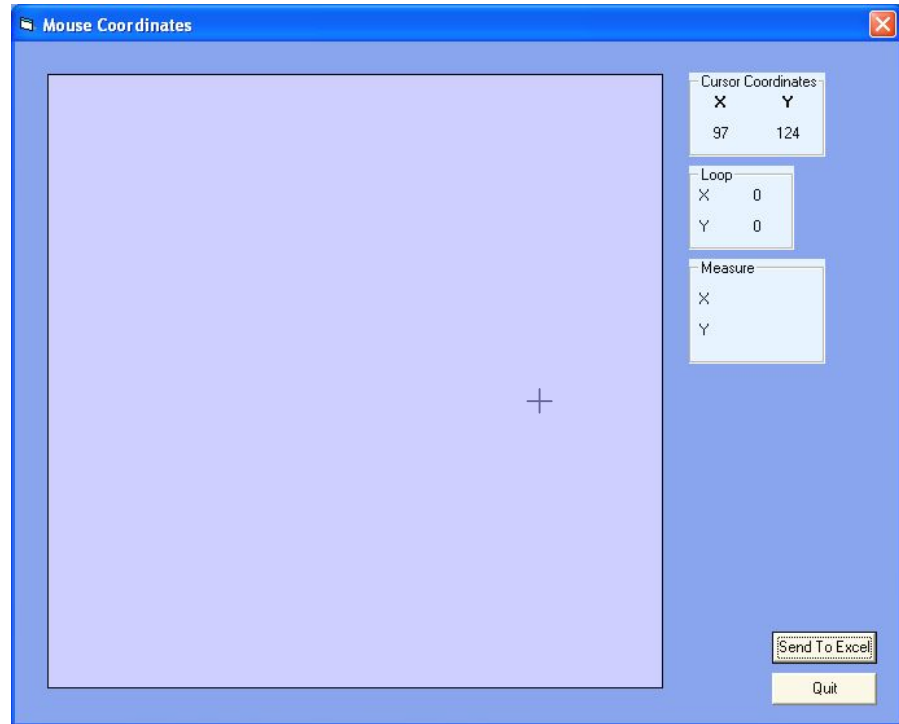 Mouse Coordinates
Cursor Coordinates
X Y
97 124
Loop
X 0
Y 0
Measure
X
Y
Send To Excel
Quit